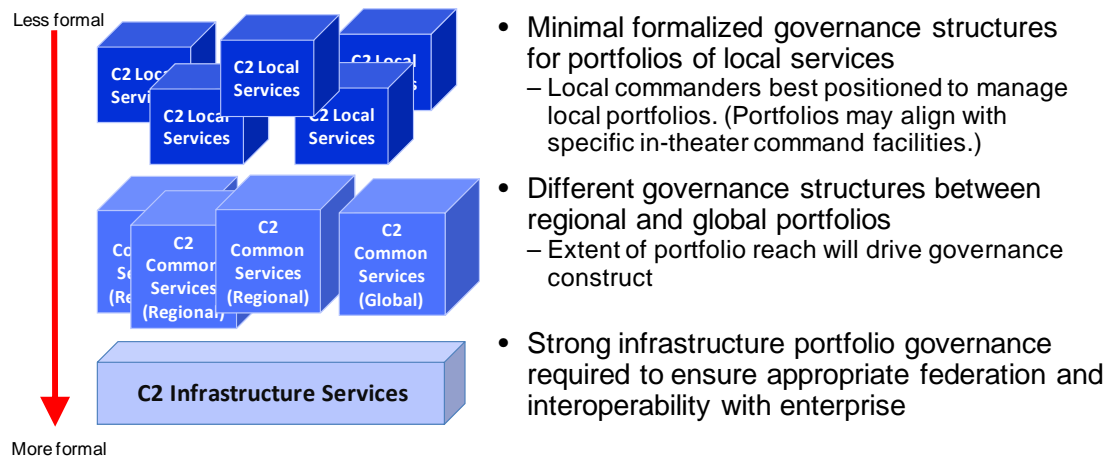 Less formal
C2 Local
Services
C2 Local
Services
C2 Local
Services
C2 Local
Services
C2 Local
Services
C2
Common
Services
(Regional)
C2
Common
Services
(Regional)
C2
Common
Services
(Global)
C2 Infrastructure Services
More formal
• Minimal formalized governance structures
for portfolios of local services
– Local commanders best positioned to manage
local portfolios. (Portfolios may align with
specific in-theater command facilities.)
• Different governance structures between
regional and global portfolios
– Extent of portfolio reach will drive governance
construct
• Strong infrastructure portfolio governance
required to ensure appropriate federation and
interoperability with enterprise